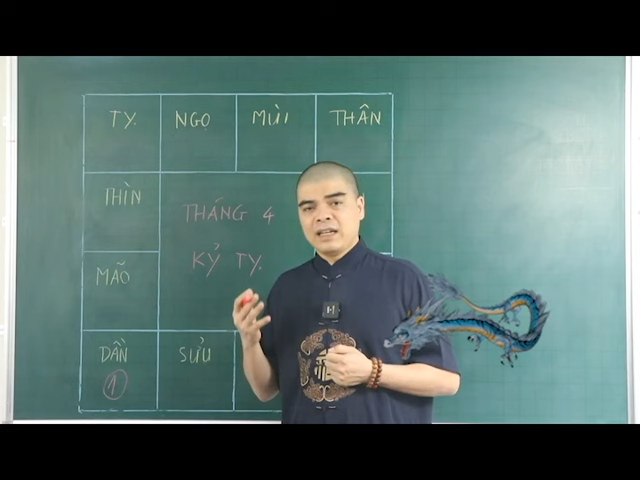 TỴ.
NGỌ
MÙI
THÂN
THÌN
THÁNG 4
KỶ TỴ.
MÃO
DẦN
SỬU
1
H